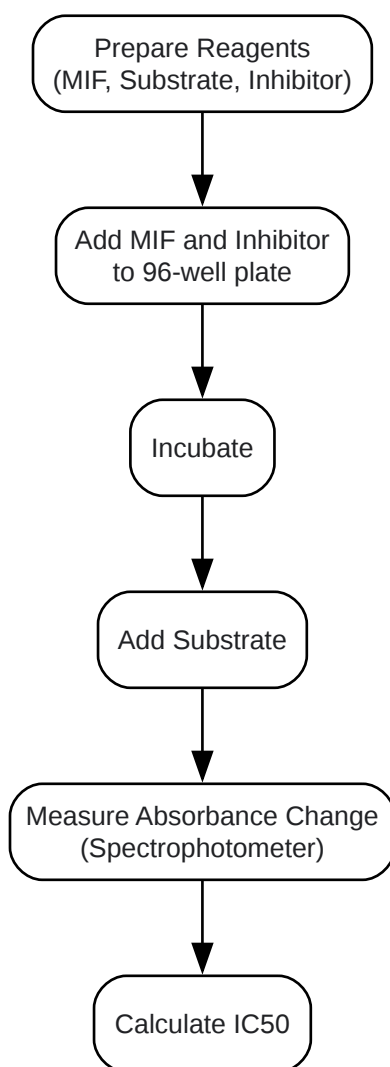 Prepare Reagents
(MIF, Substrate, Inhibitor)
Add MIF and Inhibitor
to 96-well plate
Incubate
Add Substrate
Measure Absorbance Change
(Spectrophotometer)
Calculate IC50